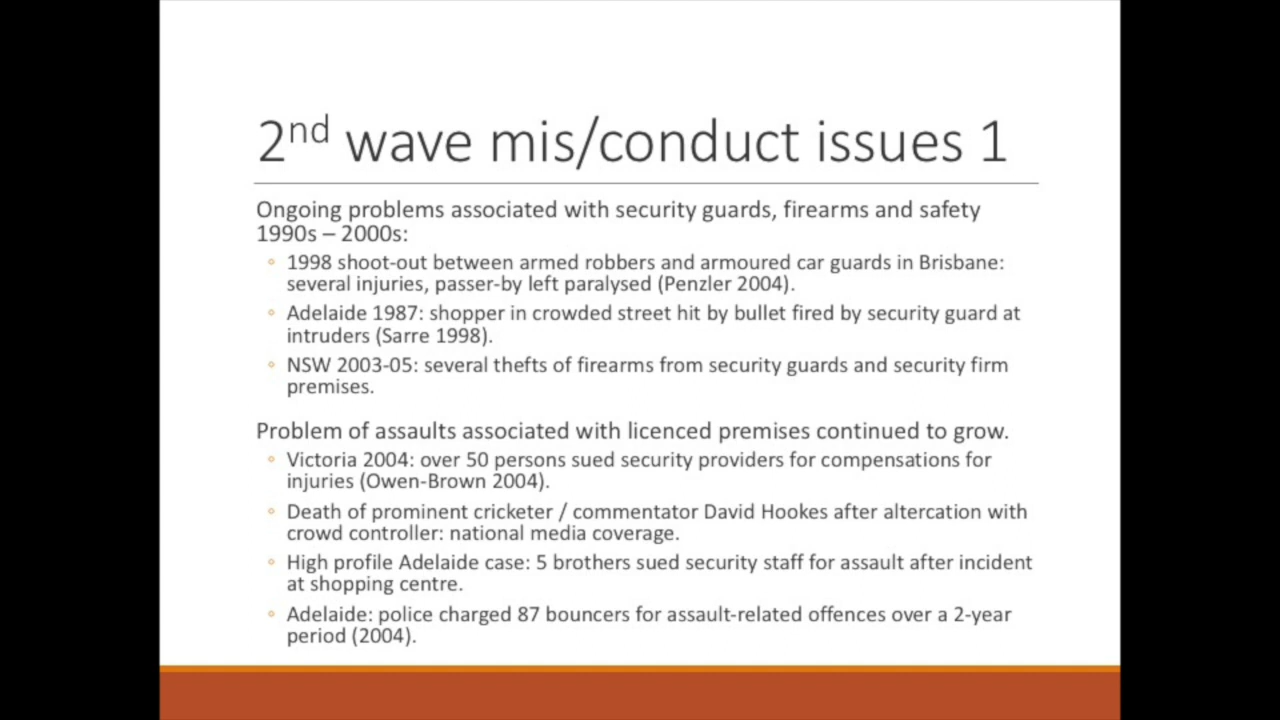 2nd wave mis/conduct issues 1
Ongoing problems associated with security guards, firearms and safety
1990s – 2000s:
◦ 1998 shoot-out between armed robbers and armoured car guards in Brisbane:
several injuries, passer-by left paralysed (Penzler 2004).
◦ Adelaide 1987: shopper in crowded street hit by bullet fired by security guard at
intruders (Sarre 1998).
◦ NSW 2003-05: several thefts of firearms from security guards and security firm
premises.
Problem of assaults associated with licenced premises continued to grow.
◦ Victoria 2004: over 50 persons sued security providers for compensations for
injuries (Owen-Brown 2004).
◦ Death of prominent cricketer / commentator David Hookes after altercation with
crowd controller: national media coverage.
◦ High profile Adelaide case: 5 brothers sued security staff for assault after incident
at shopping centre.
◦ Adelaide: police charged 87 bouncers for assault-related offences over a 2-year
period (2004).